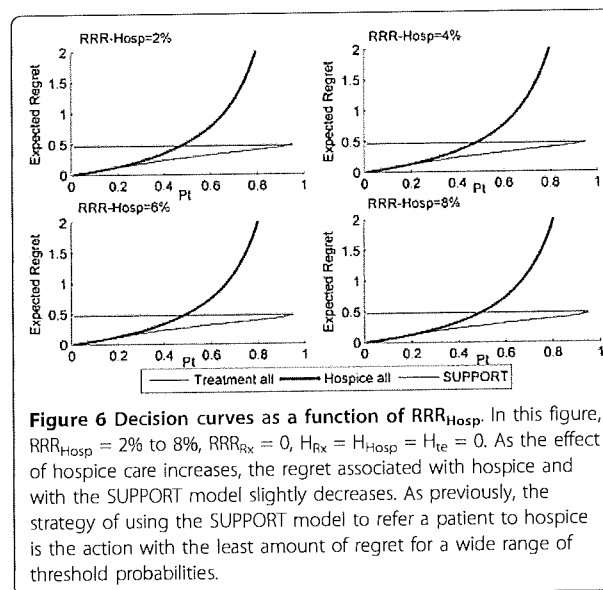 RRR-Hosp=2%
2
1.5
1
0.5
0
Expected Regret
0.2 0.4 0.6 0.8 1
Pt
RRR-Hosp=4%
2
1.5
1
0.5
0
Expected Regret
0.2 0.4 0.6 0.8 1
Pt
RRR-Hosp=6%
2
1.5
1
0.5
0
Expected Regret
0 0.2 0.4 0.6 0.8 1
Pt
RRR-Hosp=8%
2
1.5
1
0.5
0
Expected Regret
0 0.2 0.4 0.6 0.8 1
Pt
Treatment all Hospice all SUPPORT
Figure 6 Decision curves as a function of RRR_Hosp. In this figure,
RRR_Hosp = 2% to 8%, RRR_Rx = 0, H_Rx = H_Hosp = H_te = 0. As the effect
of hospice care increases, the regret associated with hospice and
with the SUPPORT model slightly decreases. As previously, the
strategy of using the SUPPORT model to refer a patient to hospice
is the action with the least amount of regret for a wide range of
threshold probabilities.